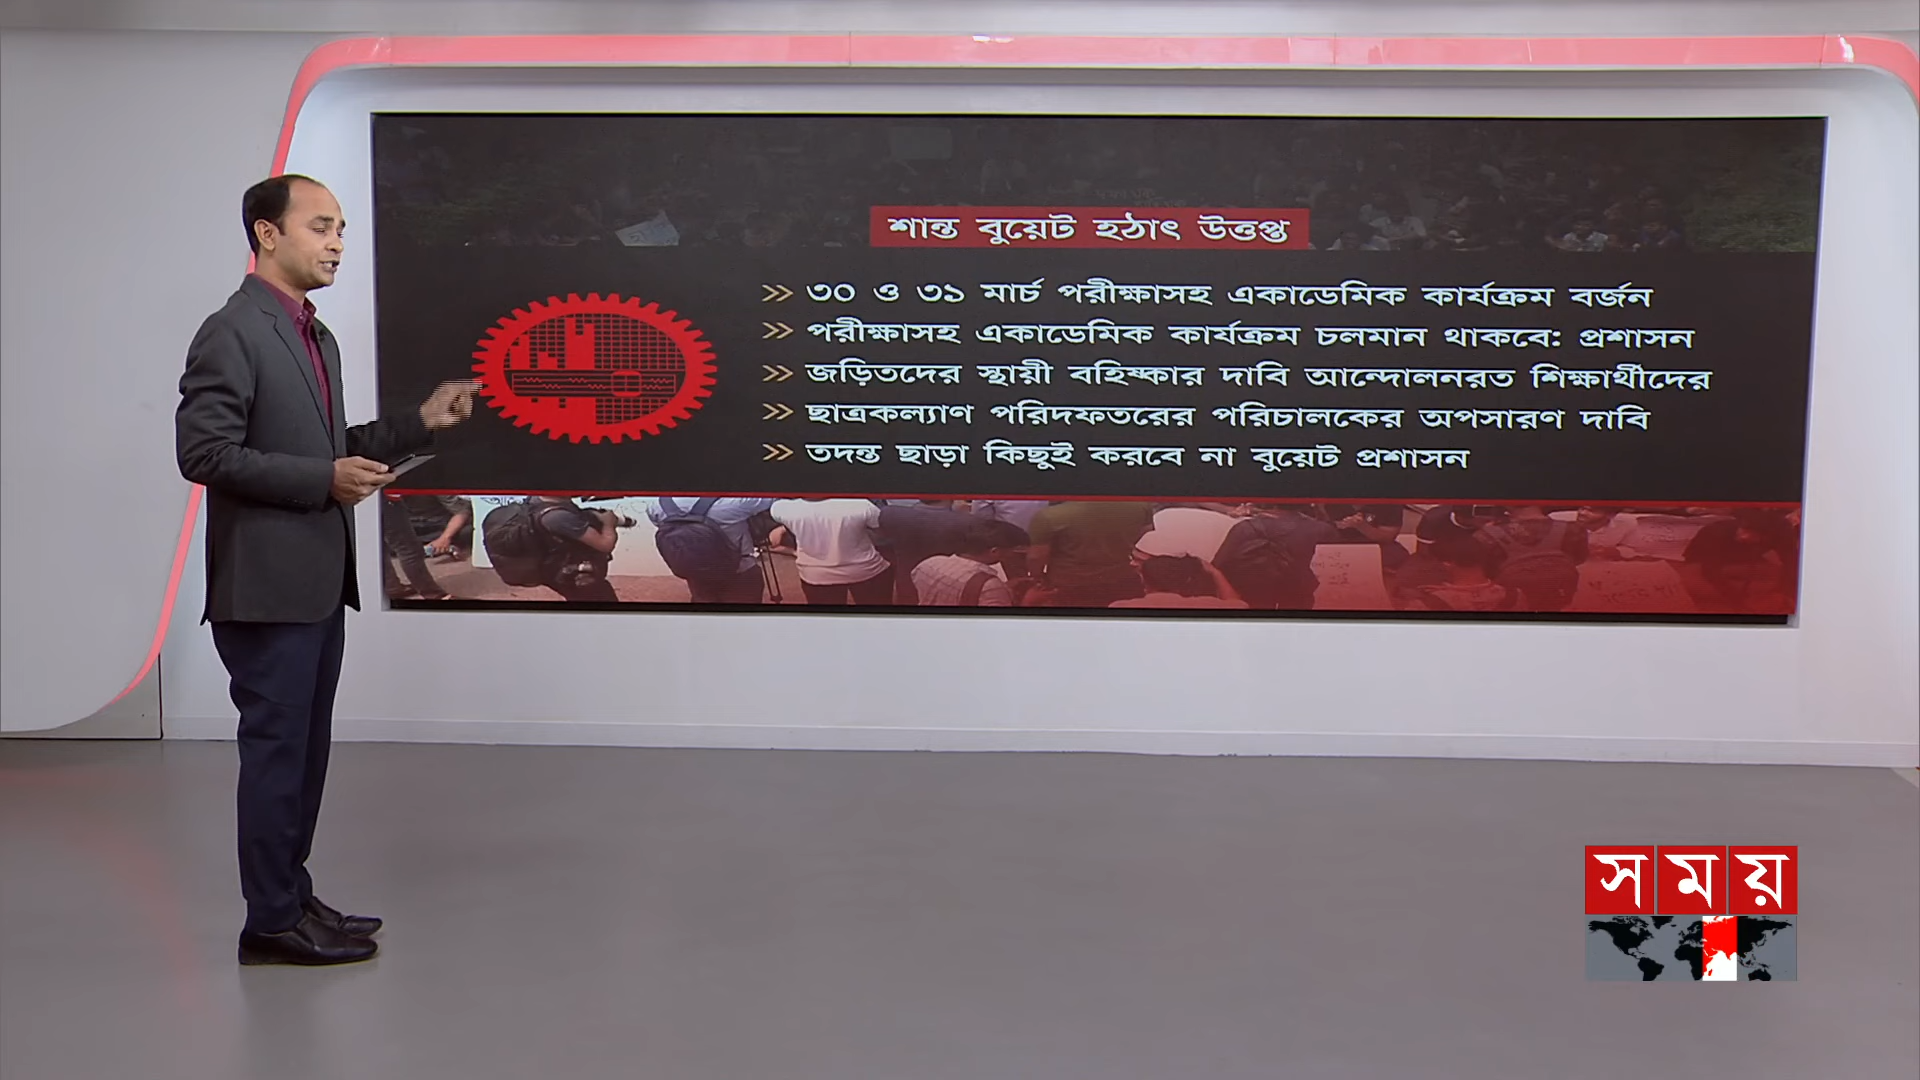 শান্ত বুয়েট হঠাৎ উত্তপ্ত
৩০ ও ৩১ মার্চ পরীক্ষাসহ একাডেমিক কার্যক্রম বর্জন
পরীক্ষাসহ একাডেমিক কার্যক্রম চলমান থাকবে: প্রশাসন
জড়িতদের স্থায়ী বহিষ্কার দাবি আন্দোলনরত শিক্ষার্থীদের
ছাত্রকল্যাণ পরিদফতরের পরিচালকের অপসারণ দাবি
তদন্ত ছাড়া কিছুই করবে না বুয়েট প্রশাসন
সময়